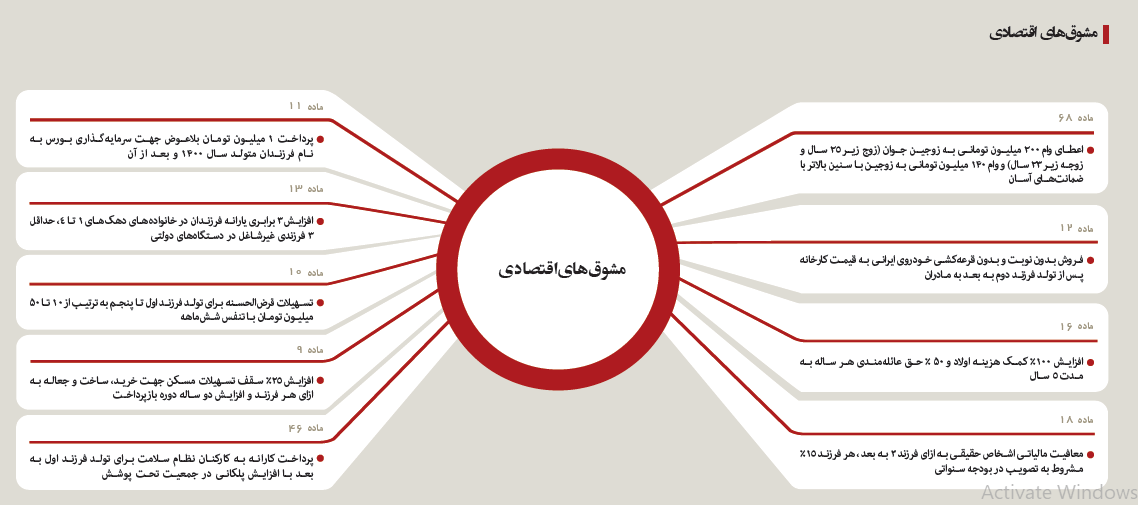 مشوق‌های اقتصادی
ماده ۶۸
اعطای وام ۲۰۰ میلیون تومانی به زوجین جوان (زوج زیر ۲۵ سال و
زوجه زیر ۲۳ سال) و وام ۱۴۰ میلیون تومانی به زوجین با سنین بالاتر با
ضمانت‌های آسان
ماده ۱۲
فروش بدون نوبت و بدون قرعه‌کشی خودروی ایرانی به قیمت کارخانه
پس از تولد فرزند دوم به بعد به مادران
ماده ۱۶
افزایش ۱۰۰٪ کمک هزینه اولاد و ۵۰ ٪ حق عائله‌مندی هر ساله به
مدت ۵ سال
ماده ۱۸
معافیت مالیاتی اشخاص حقیقی به ازای فرزند ۳ به بعد، هر فرزند ۱۵٪
مشروط به تصویب در بودجه سنواتی
مشوق‌های اقتصادی
ماده ۱۱
پرداخت ۱ میلیون تومان بلاعوض جهت سرمایه‌گذاری بورس به
نام فرزندان متولد سال ۱۴۰۰ و بعد از آن
ماده ۱۳
افزایش ۳ برابری یارانه فرزندان در خانواده‌های دهک‌های ۱ تا ۴، حداقل
۳ فرزندی غیرشاغل در دستگاه‌های دولتی
ماده ۱۰
تسهیلات قرض‌الحسنه برای تولد فرزند اول تا پنجم به ترتیب از ۱۰ تا ۵۰
میلیون تومان با تنفس شش‌ماهه
ماده ۹
افزایش ۲۵٪ سقف تسهیلات مسکن جهت خرید، ساخت و جعاله به
ازای هر فرزند و افزایش دو ساله دوره بازپرداخت
ماده ۴۶
پرداخت کارانه به کارکنان نظام سلامت برای تولد فرزند اول به
بعد با افزایش پلکانی در جمعیت تحت پوشش
Activate Windows